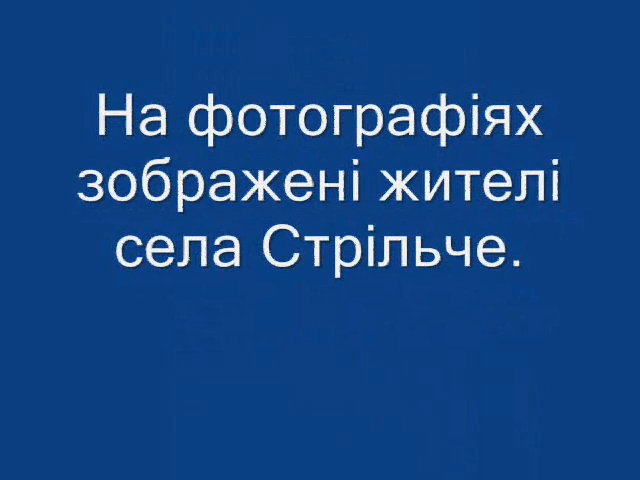 На фотографіях
зображені жителі
села Стрільче.